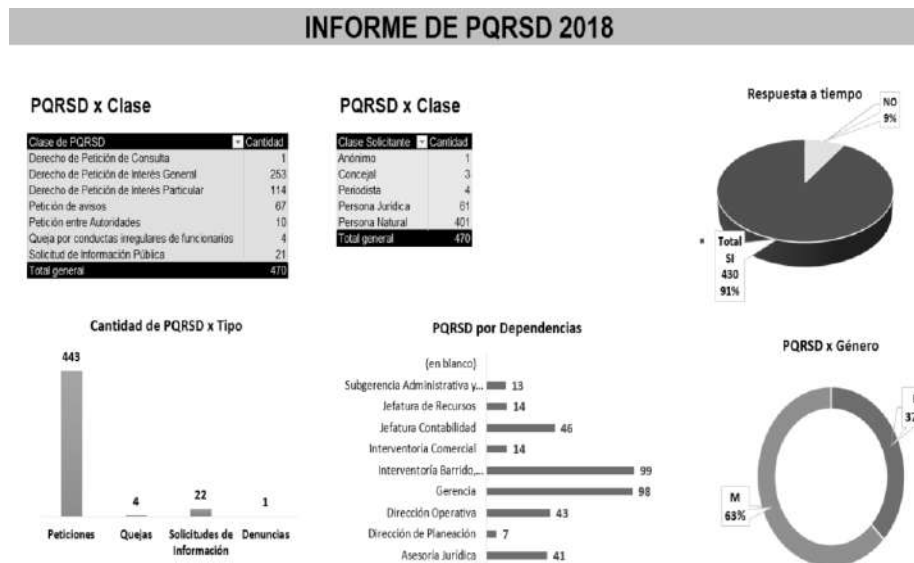 INFORME DE PQRSD 2018
PQRSD x Clase
Clase de PQRSD Cantidad
Derecho de Petición de Consulta 1
Derecho de Petición de Interés General 253
Derecho de Petición de Interés Particular 114
Petición de avisos 67
Petición entre Autoridades 10
Queja por conductas irregulares de funcionarios 4
Solicitud de Información Pública 21
Total general 470
PQRSD x Clase
Clase Solicitante Cantidad
Anónimo 1
Concejal 3
Periodista 4
Persona Jurídica 61
Persona Natural 401
Total general 470
Respuesta a tiempo
NO
9%
Total
SI
430
91%
Cantidad de PQRSD x Tipo
443
4
22
1
Peticiones
Quejas
Solicitudes de
Información
Denuncias
PQRSD por Dependencias
(en blanco)
Subgerencia Administrativa y... 13
Jefatura de Recursos 14
Jefatura Contabilidad 46
Interventoría Comercial 14
Interventoría Barrido,... 99
Gerencia 98
Dirección Operativa 43
Dirección de Planeación 7
Asesoría Jurídica 41
PQRSD x Género
37
M
63%